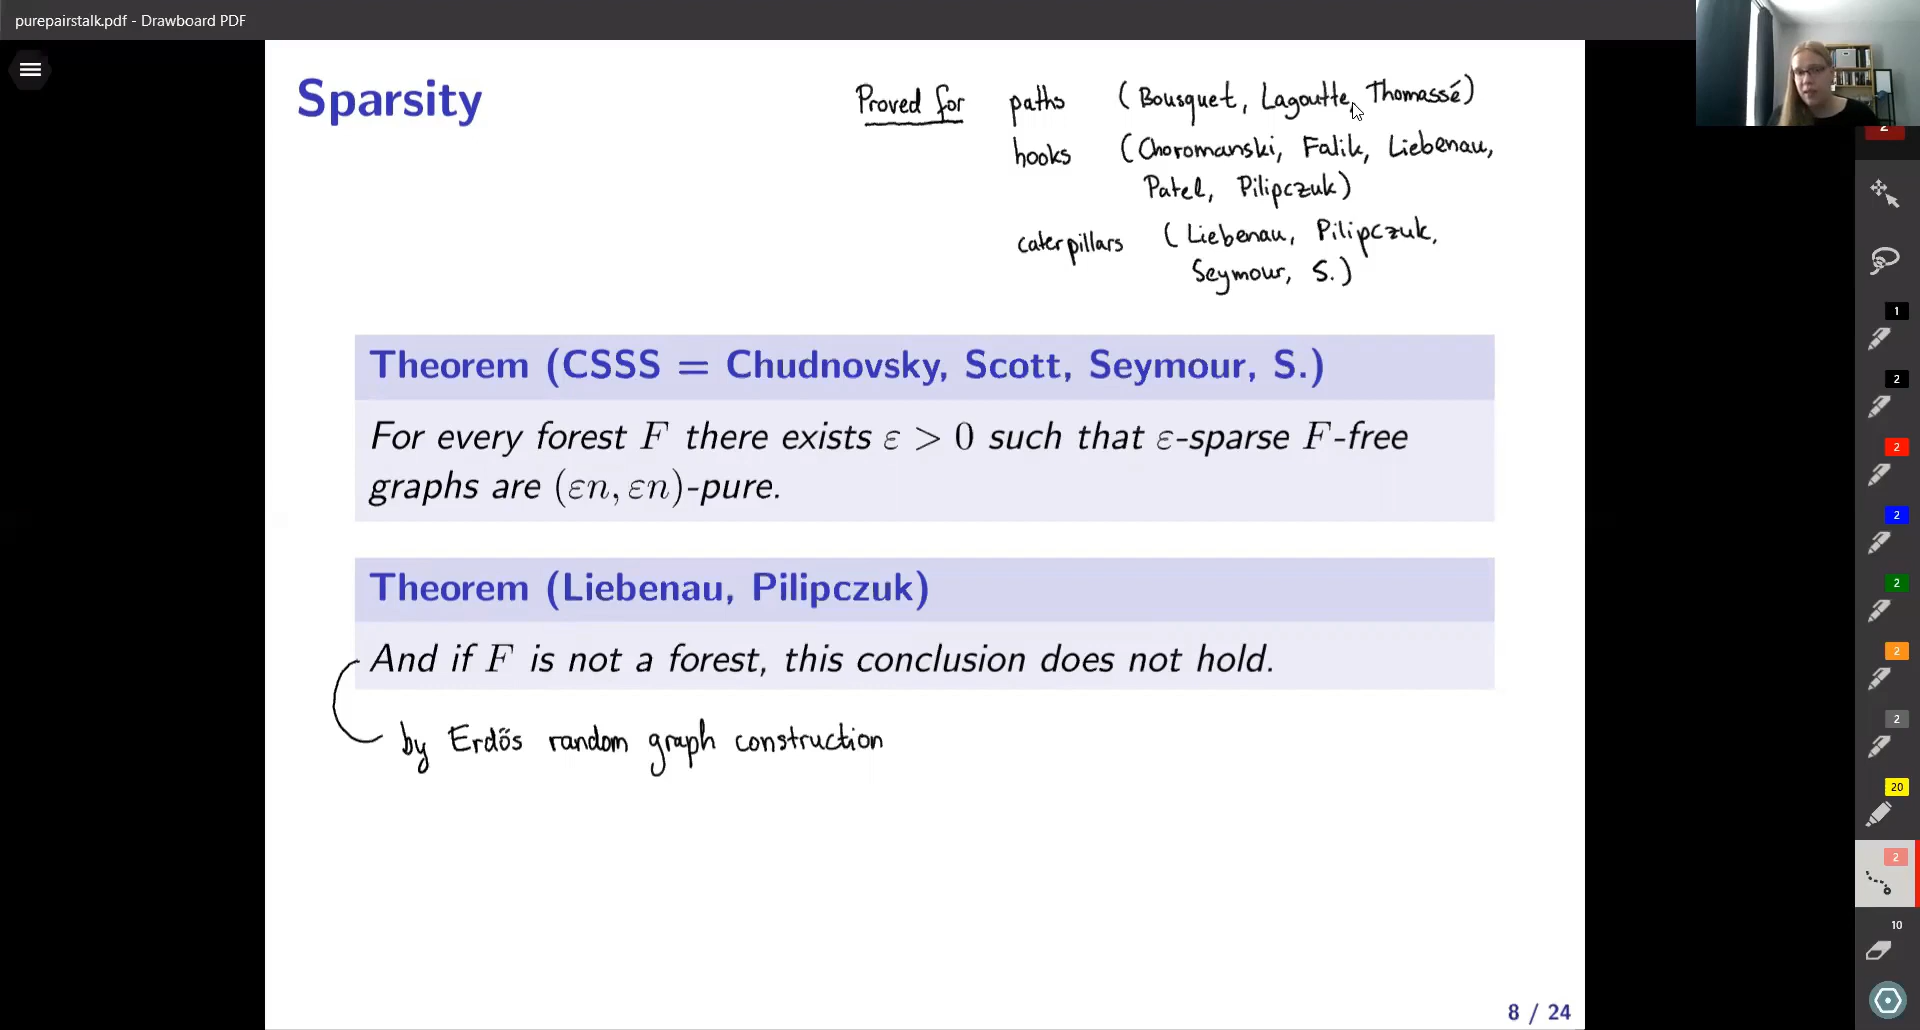 purepairstalk.pdf - Drawboard PDF
Sparsity
Proved for paths (Bousquet, Lagoutte, Thomassé)
hooks (Choromanski, Falik, Liebenau,
Patel, Pilipczuk)
caterpillars (Liebenau, Pilipczuk,
Seymour, S.)
Theorem (CSSS = Chudnovsky, Scott, Seymour, S.)
For every forest F there exists ε > 0 such that ε-sparse F-free
graphs are (εn, εn)-pure.
Theorem (Liebenau, Pilipczuk)
And if F is not a forest, this conclusion does not hold.
by Erdős random graph construction
8 / 24
2
1
2
2
2
2
2
2
20
2
10